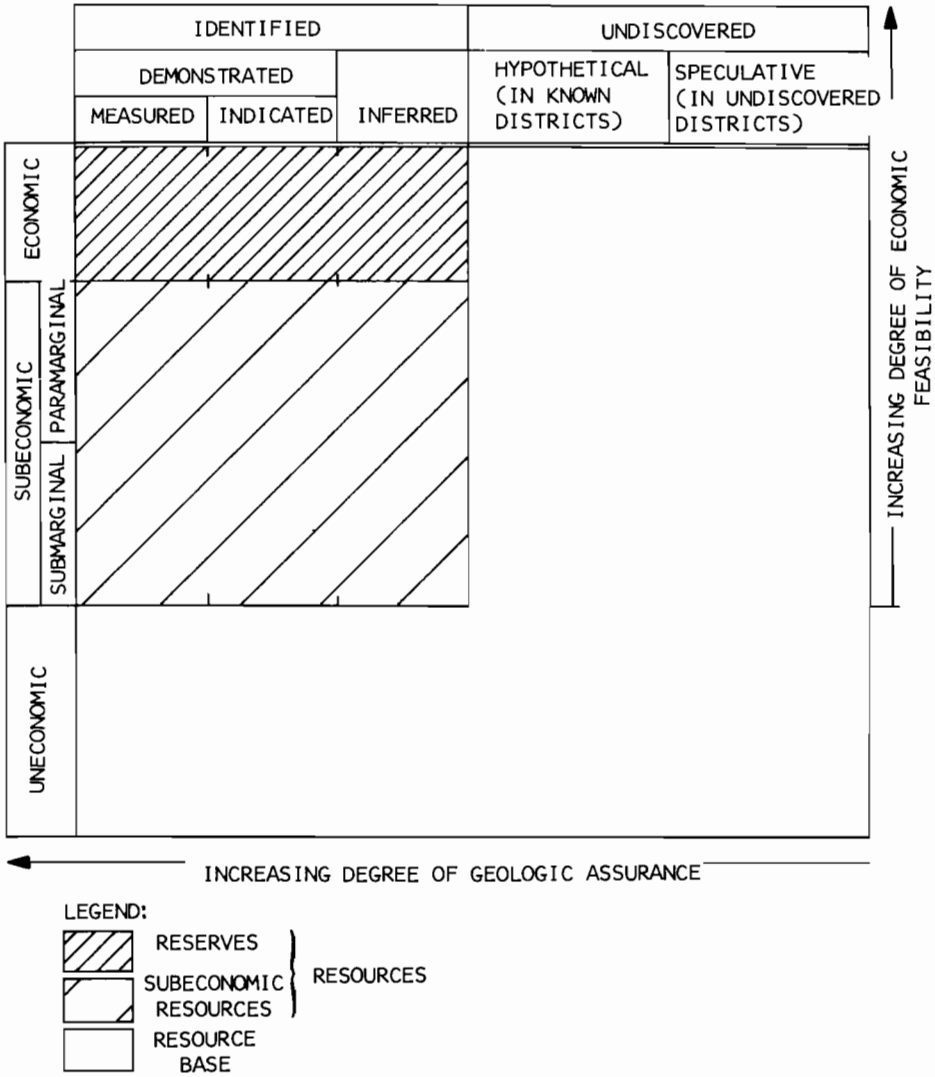 IDENTIFIED
UNDISCOVERED
DEMONSTRATED
MEASURED
INDICATED
INFERRED
HYPOTHETICAL
(IN KNOWN
DISTRICTS)
SPECULATIVE
(IN UNDISCOVERED
DISTRICTS)
ECONOMIC
SUBECONOMIC
PARAMARGINAL
SUBMARGINAL
UNECONOMIC
INCREASING DEGREE OF ECONOMIC
FEASIBILITY
INCREASING DEGREE OF GEOLOGIC ASSURANCE
LEGEND:
RESERVES
SUBECONOMIC
RESOURCES
RESOURCES
RESOURCE
BASE